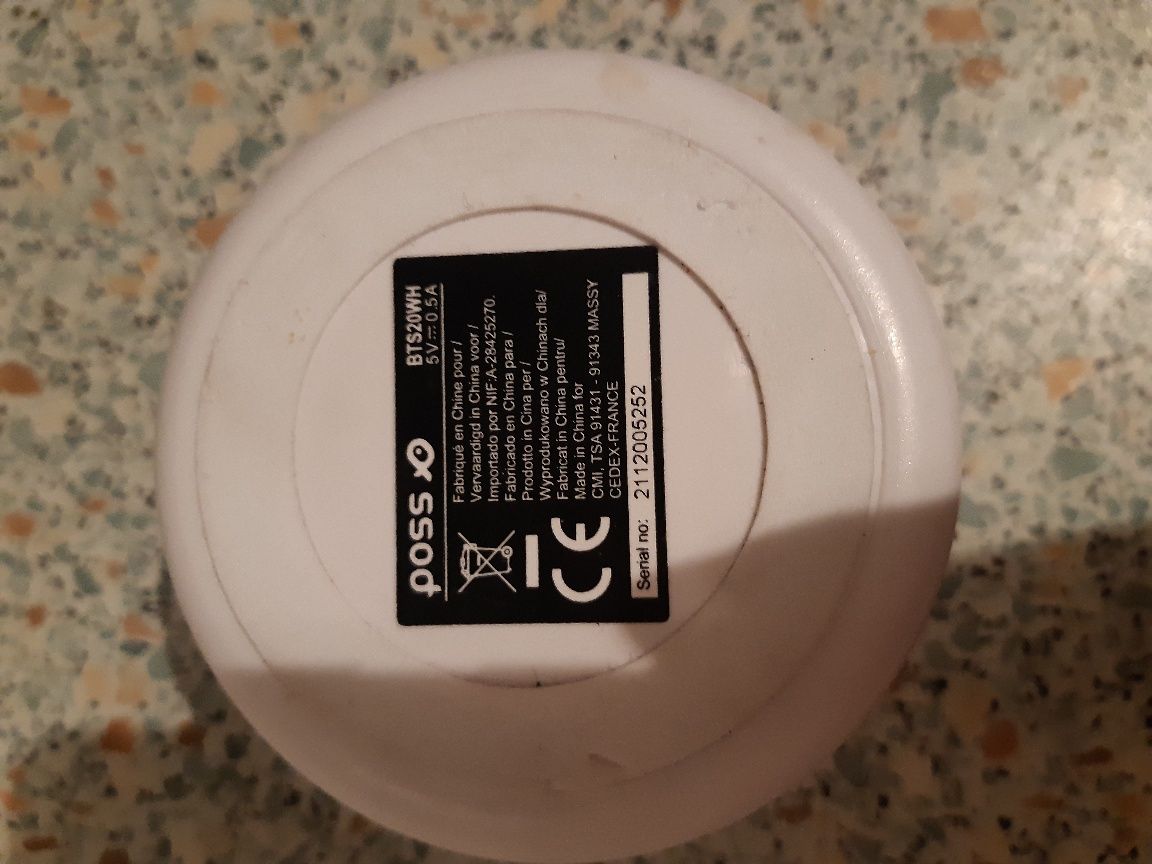 poss
BTS20WH
5V⎓0.5A
Fabriqué en Chine pour /
Vervaardigd in China voor /
Importado por NIF:A-28425270.
Fabricado en China para /
Prodotto in Cina per /
Wyprodukowano w Chinach dla/
Fabricat in China pentru/
Made in China for
CMI, TSA 91431 - 91343 MASSY
CEDEX-FRANCE
CE
Serial no: 2112005252